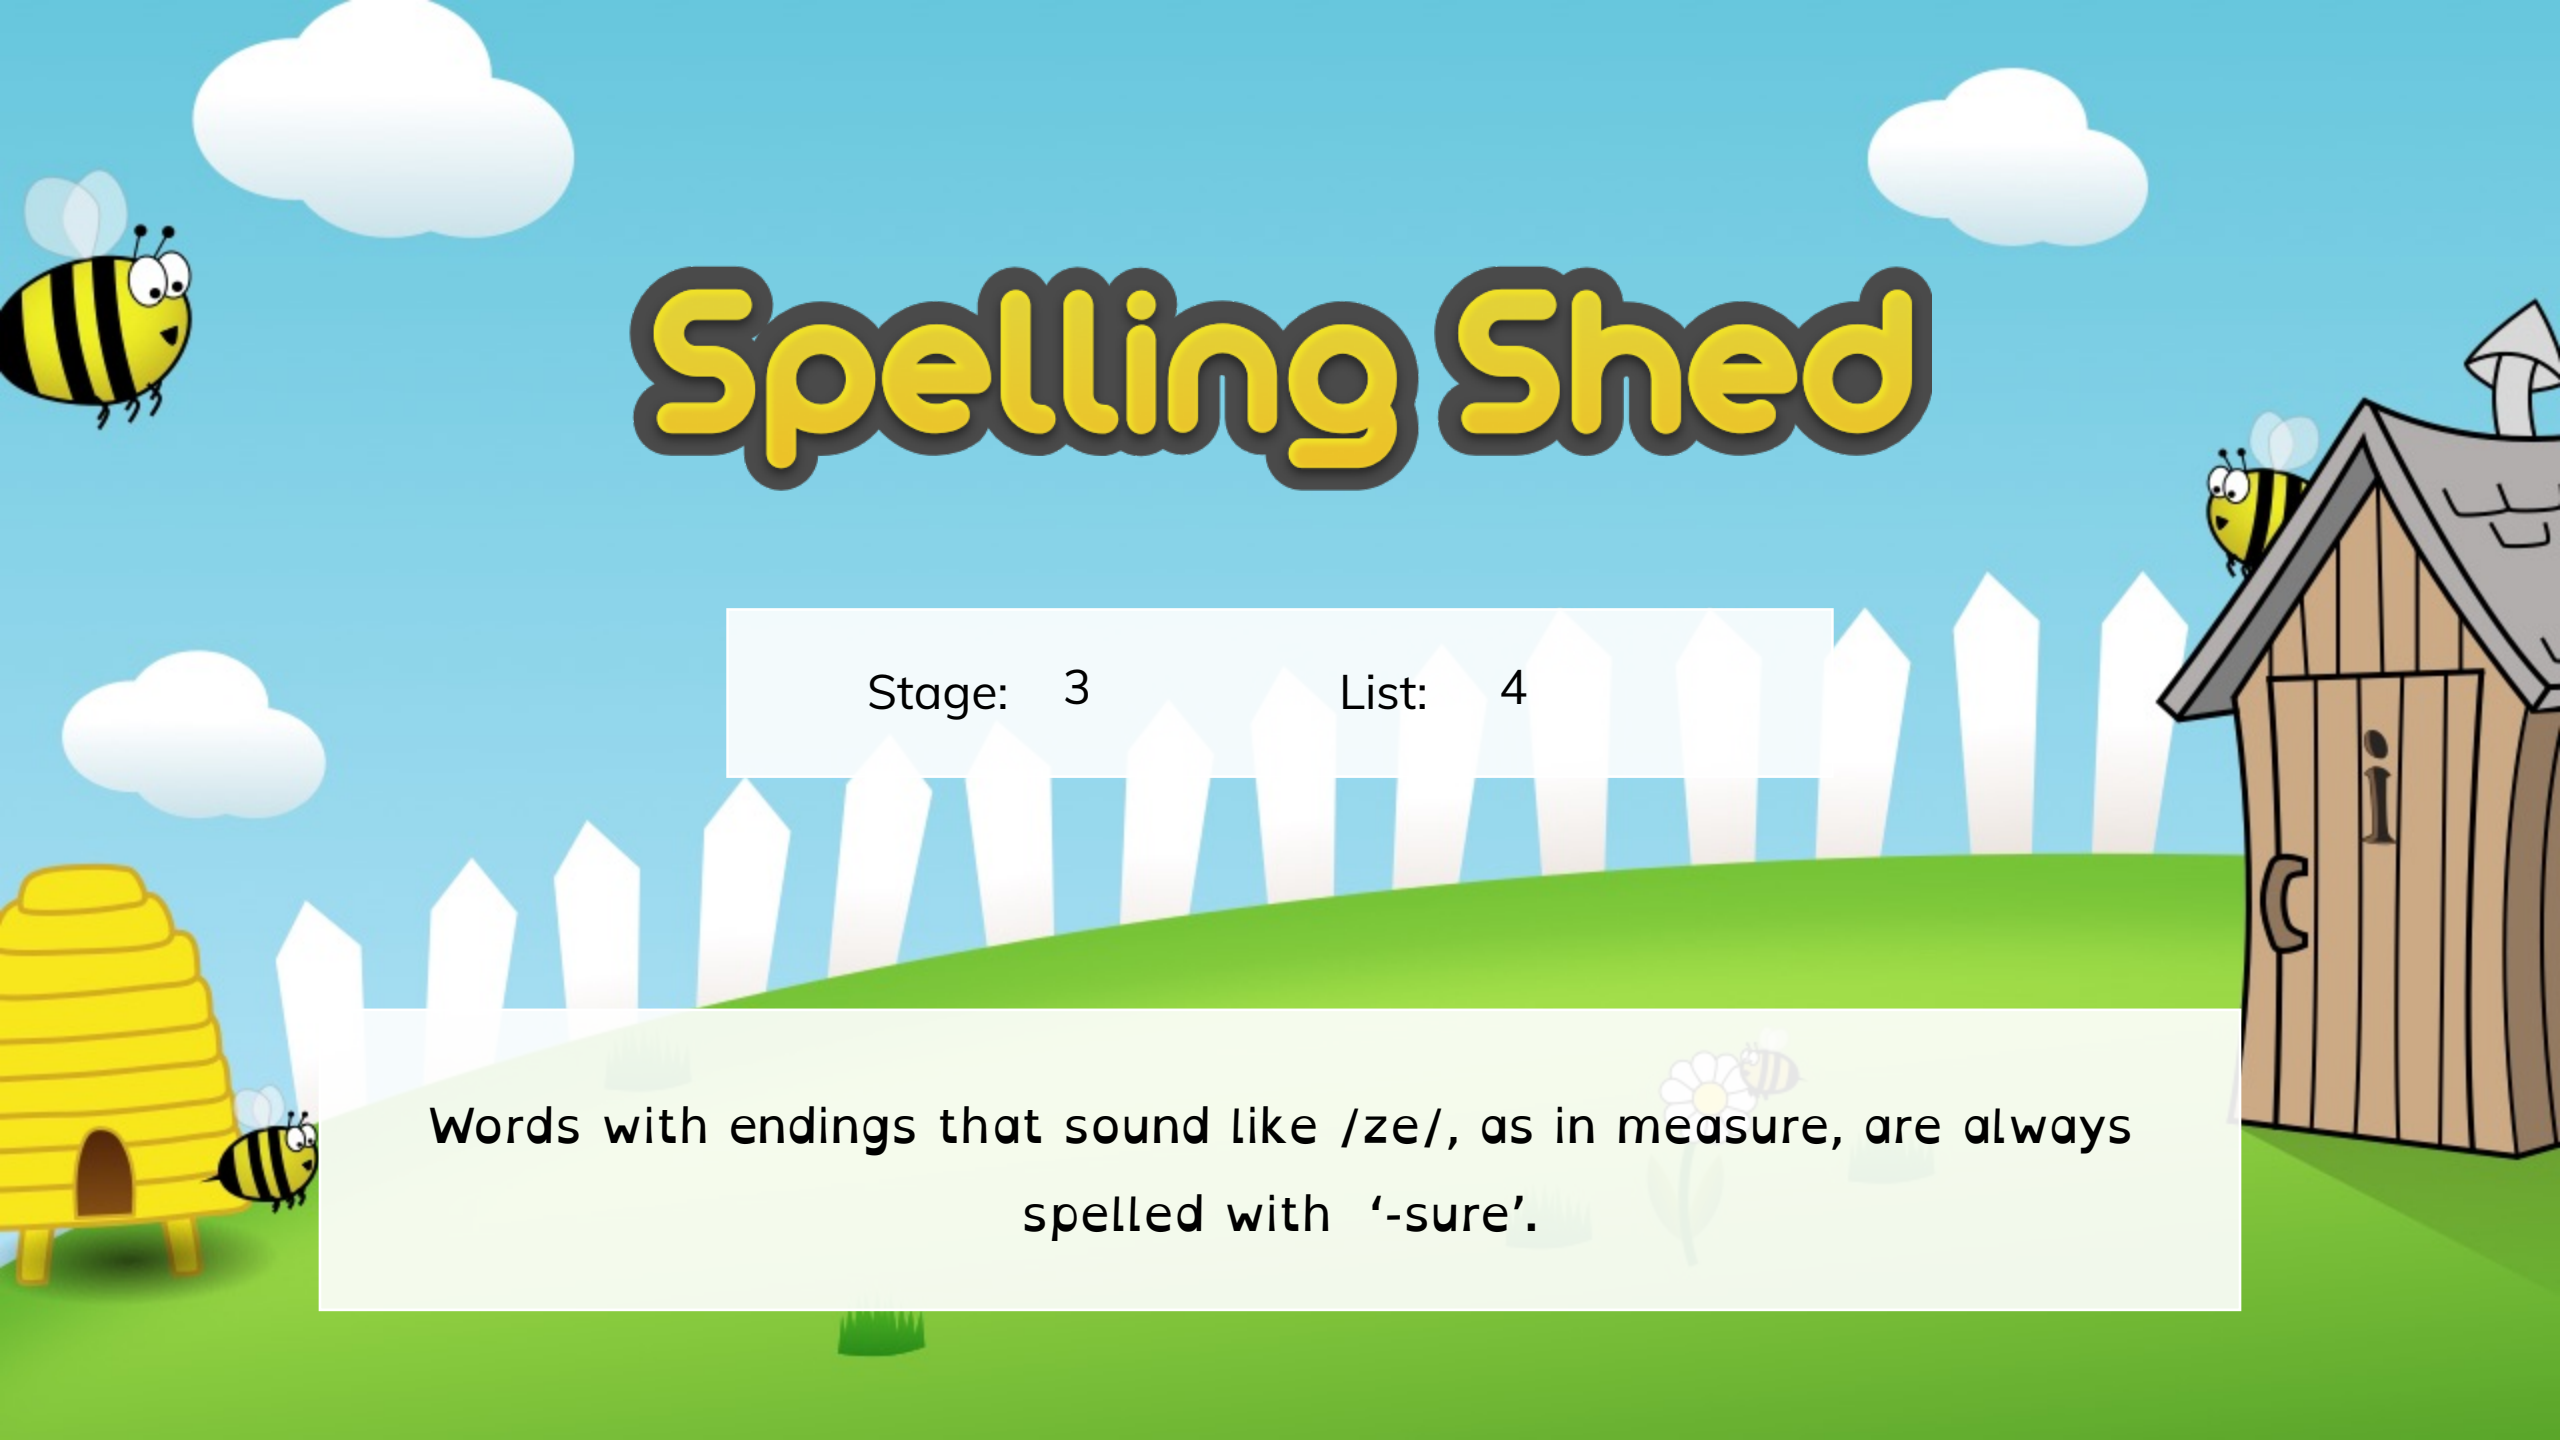 Spelling Shed
Stage: 3 List: 4
i
Words with endings that sound like /ze/, as in measure, are always
spelled with ‘-sure’.